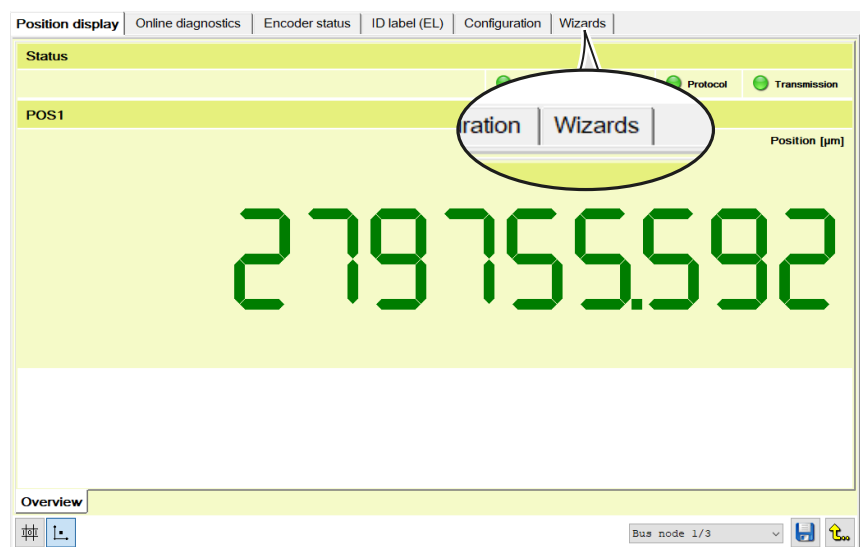 Position display Online diagnostics Encoder status ID label (EL) Configuration Wizards
Status
Protocol Transmission
POS1
ration Wizards
Position [µm]
279755.592
Overview
Bus node 1/3